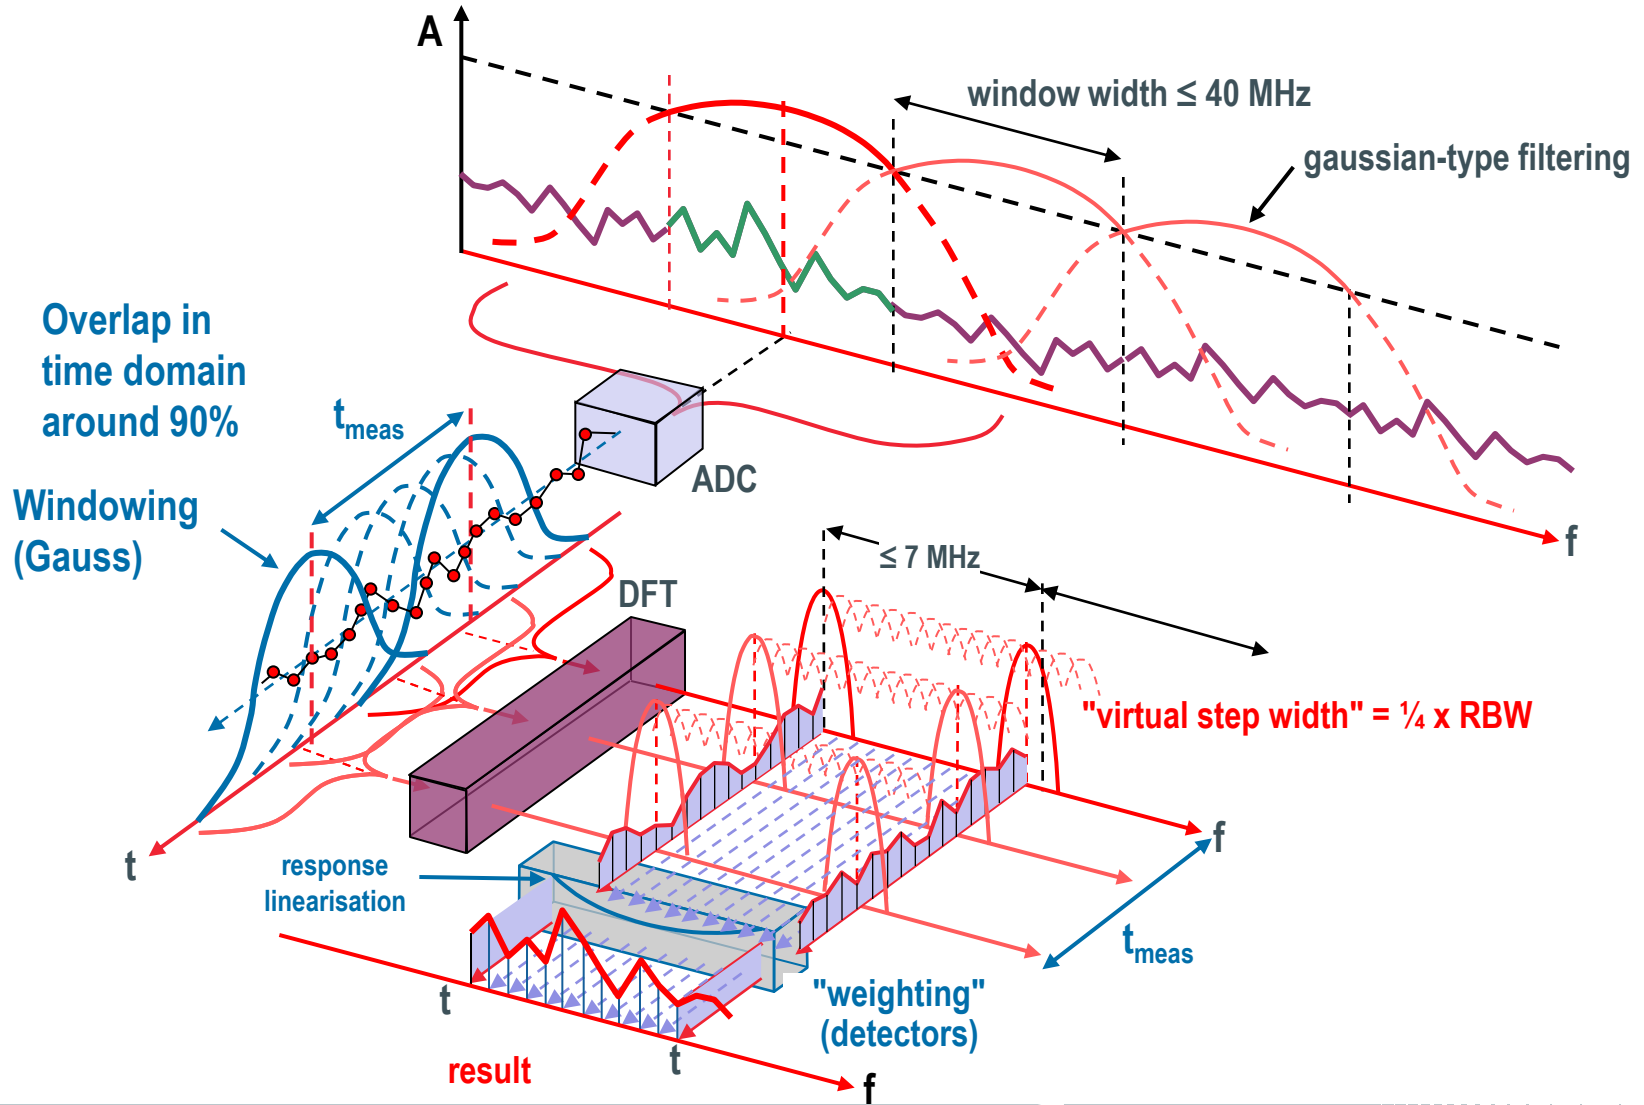 A
window width ≤ 40 MHz
gaussian-type filtering
Overlap in
time domain
around 90%
tmeas
ADC
Windowing
(Gauss)
f
≤ 7 MHz
DFT
"virtual step width" = ¼ x RBW
t
f
response
linearisation
tmeas
"weighting"
(detectors)
t
t
result
f